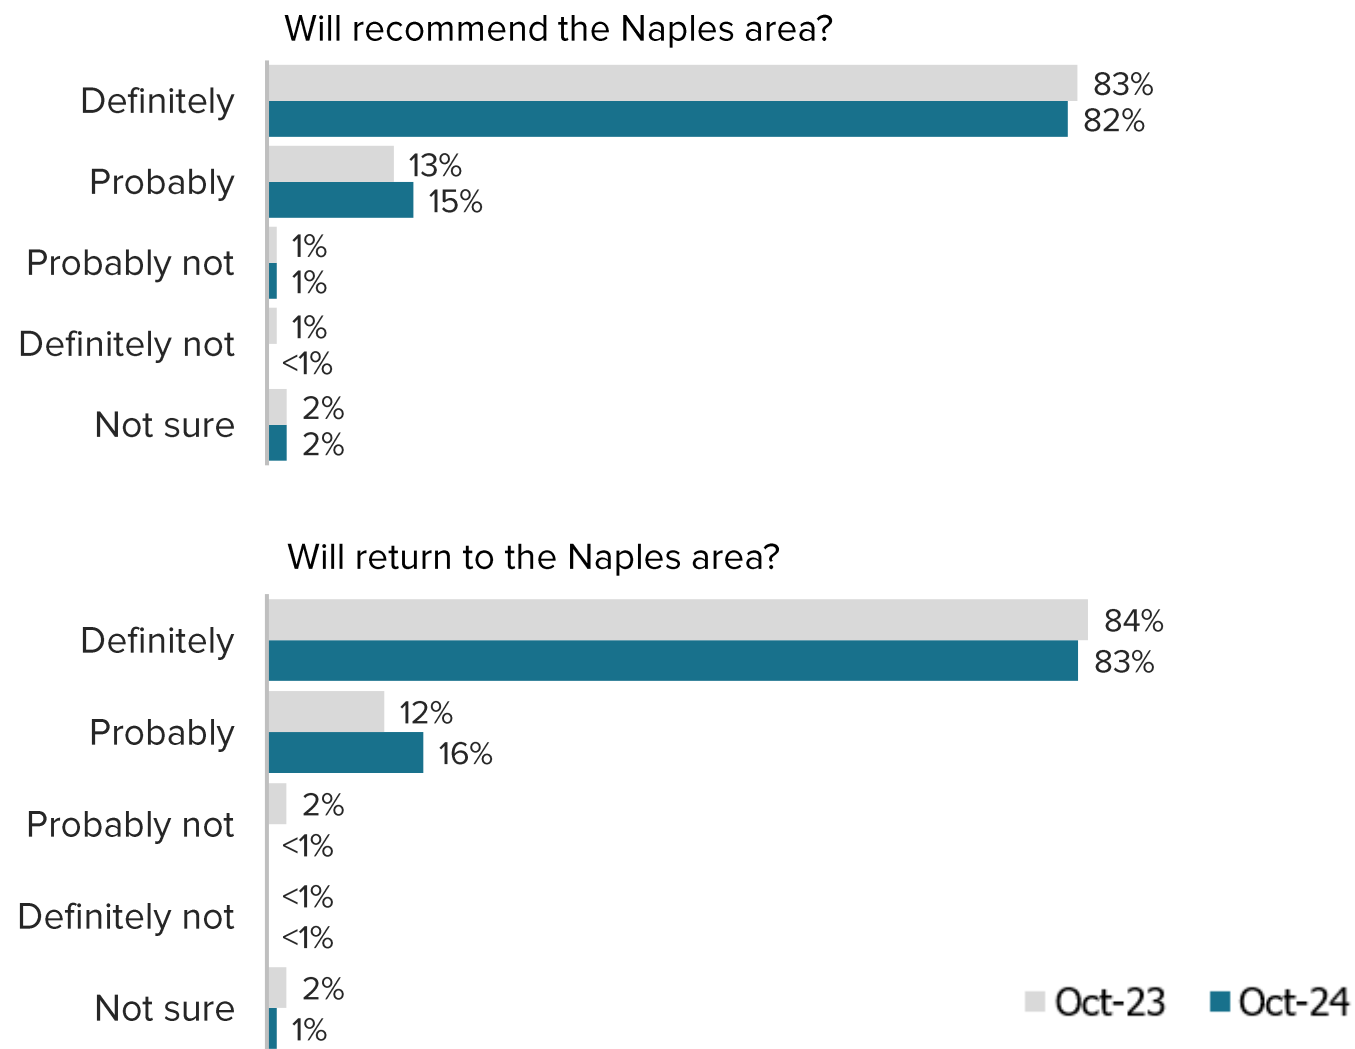 Will recommend the Naples area?
Definitely
83%
82%
Probably
13%
15%
Probably not
1%
1%
Definitely not
1%
<1%
Not sure
2%
2%
Will return to the Naples area?
Definitely
84%
83%
Probably
12%
16%
Probably not
2%
<1%
Definitely not
<1%
<1%
Not sure
2%
1%
Oct-23 Oct-24